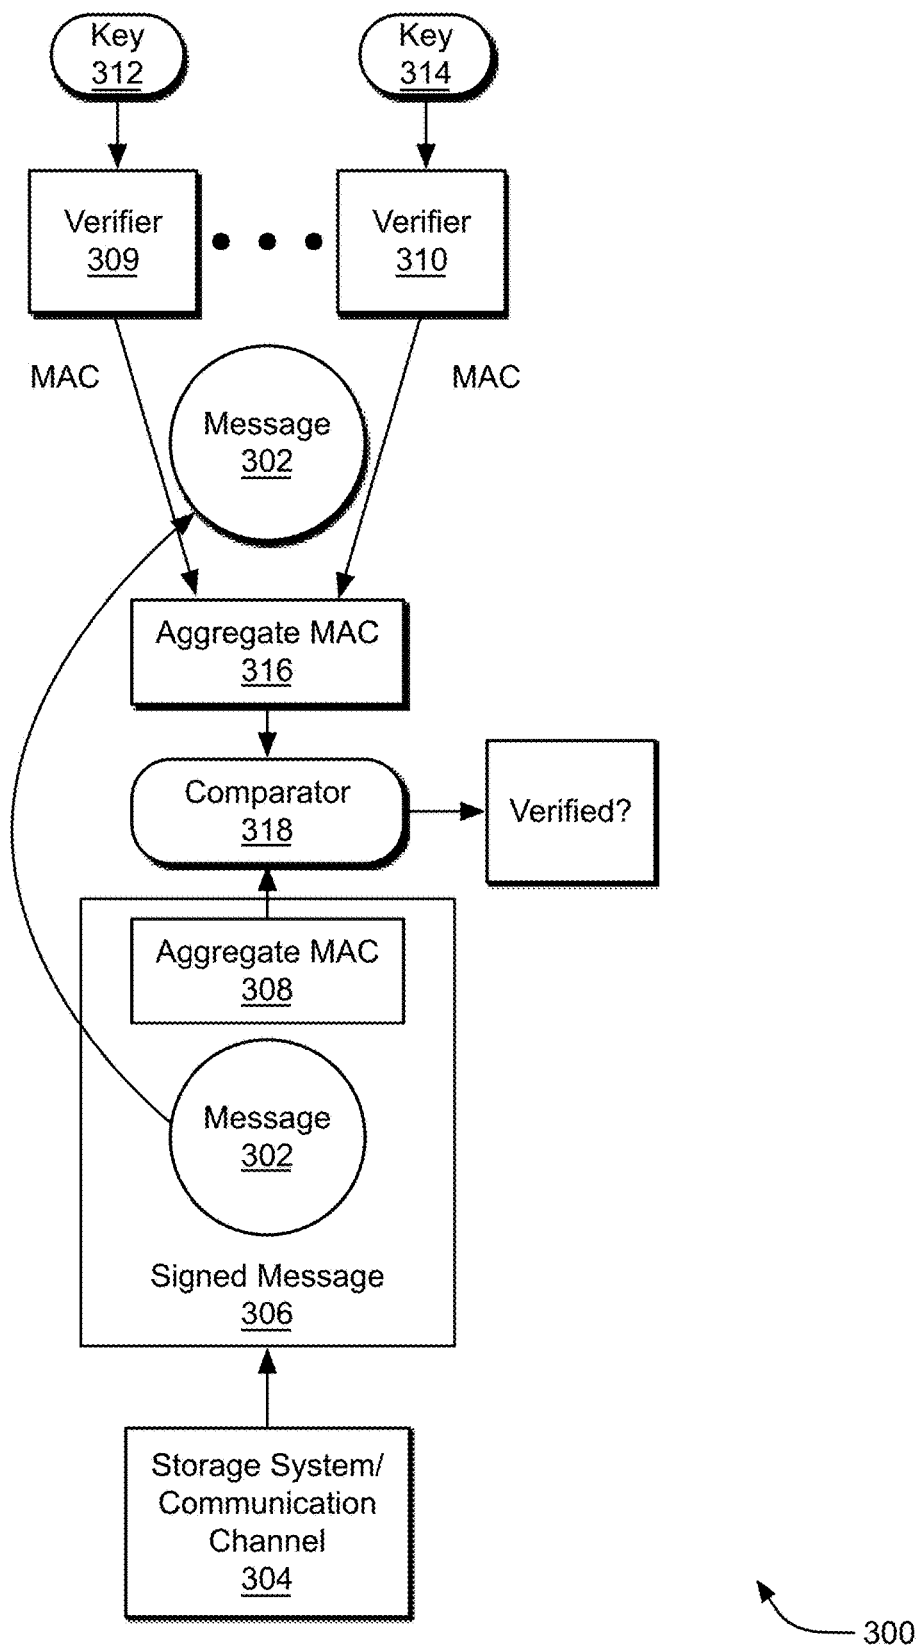 Key
312
Key
314
Verifier
309
Verifier
310
MAC
MAC
Message
302
Aggregate MAC
316
Comparator
318
Verified?
Aggregate MAC
308
Message
302
Signed Message
306
Storage System/
Communication
Channel
304
300